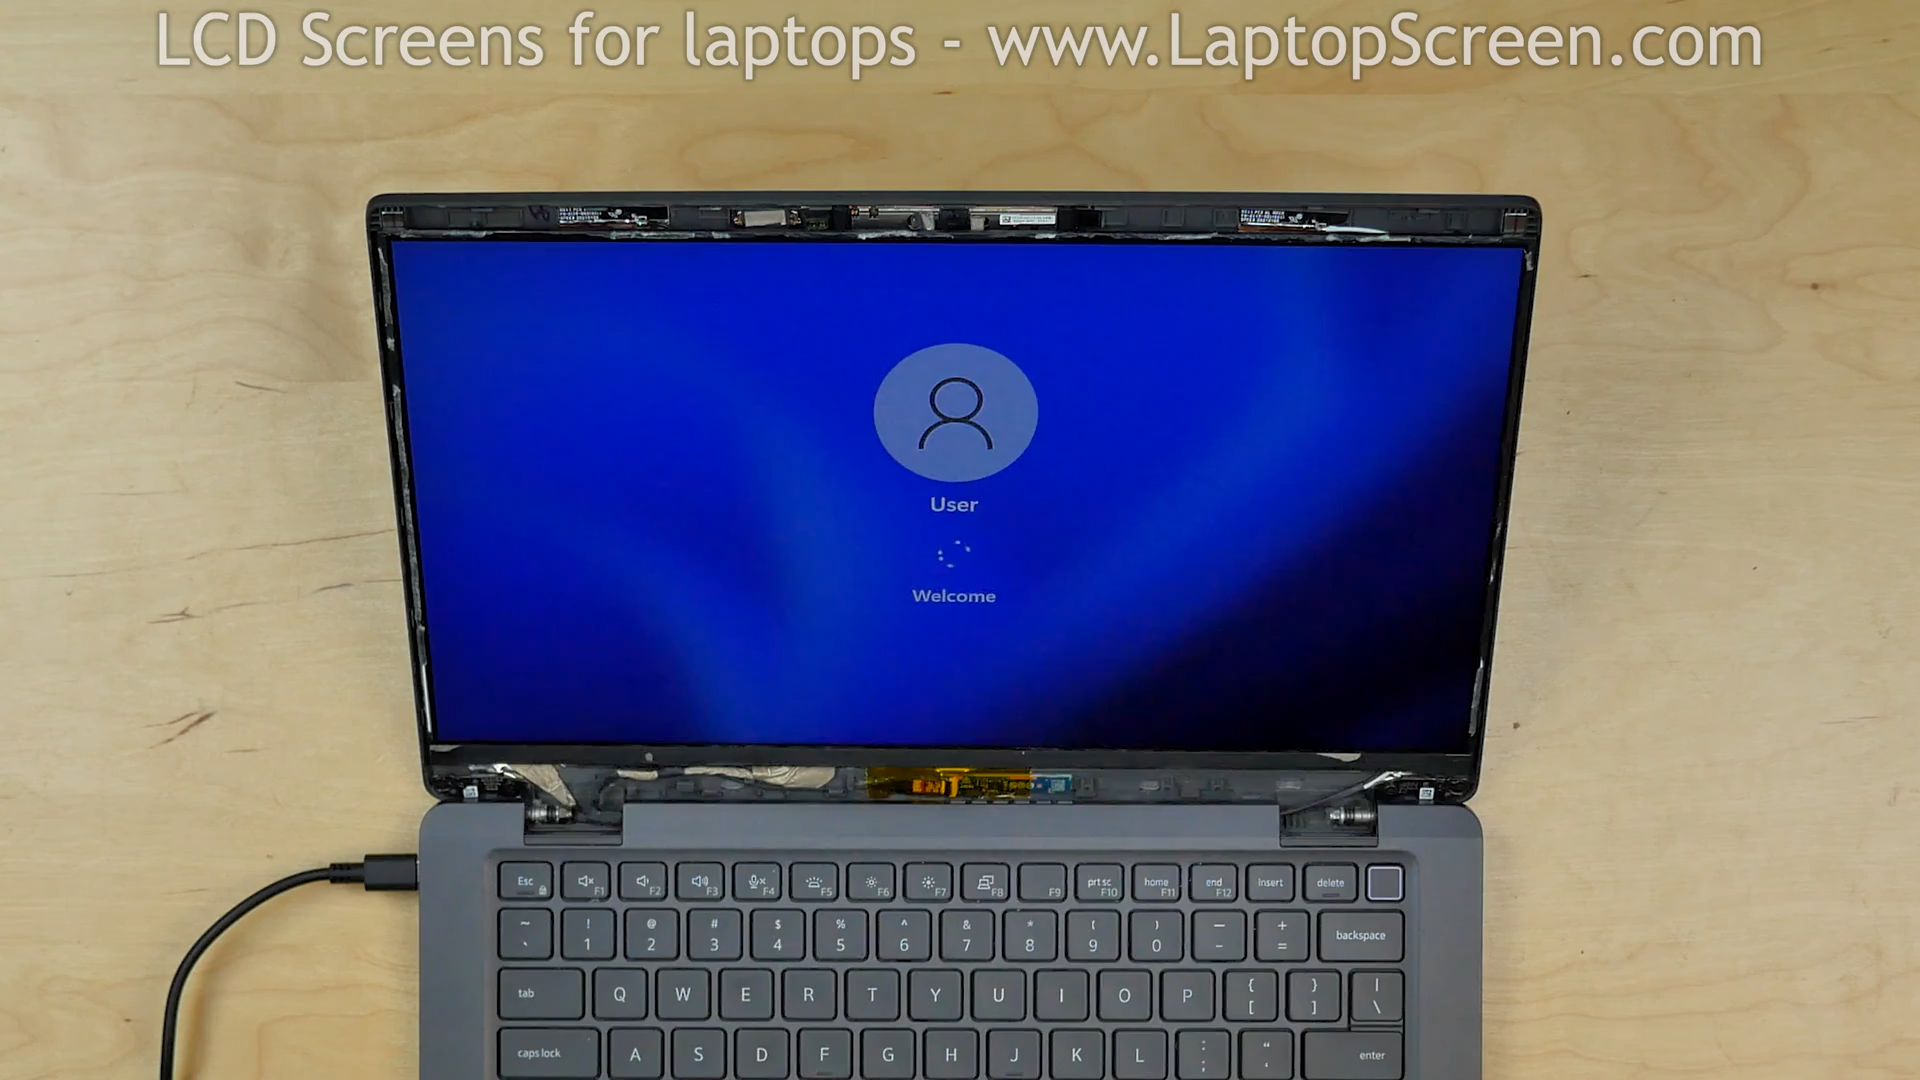 LCD Screens for laptops - www.LaptopScreen.com
User
Welcome
Esc F1 F2 F3 F4 F5 F6 F7 F8 F9 prt sc F10 home F11 end F12 insert delete
~ ` ! 1 @ 2 # 3 $ 4 % 5 ^ 6 & 7 * 8 ( 9 ) 0 _ - + = backspace
tab Q W E R T Y U I O P { [ } ] | \
caps lock A S D F G H J K L : ; " ' enter